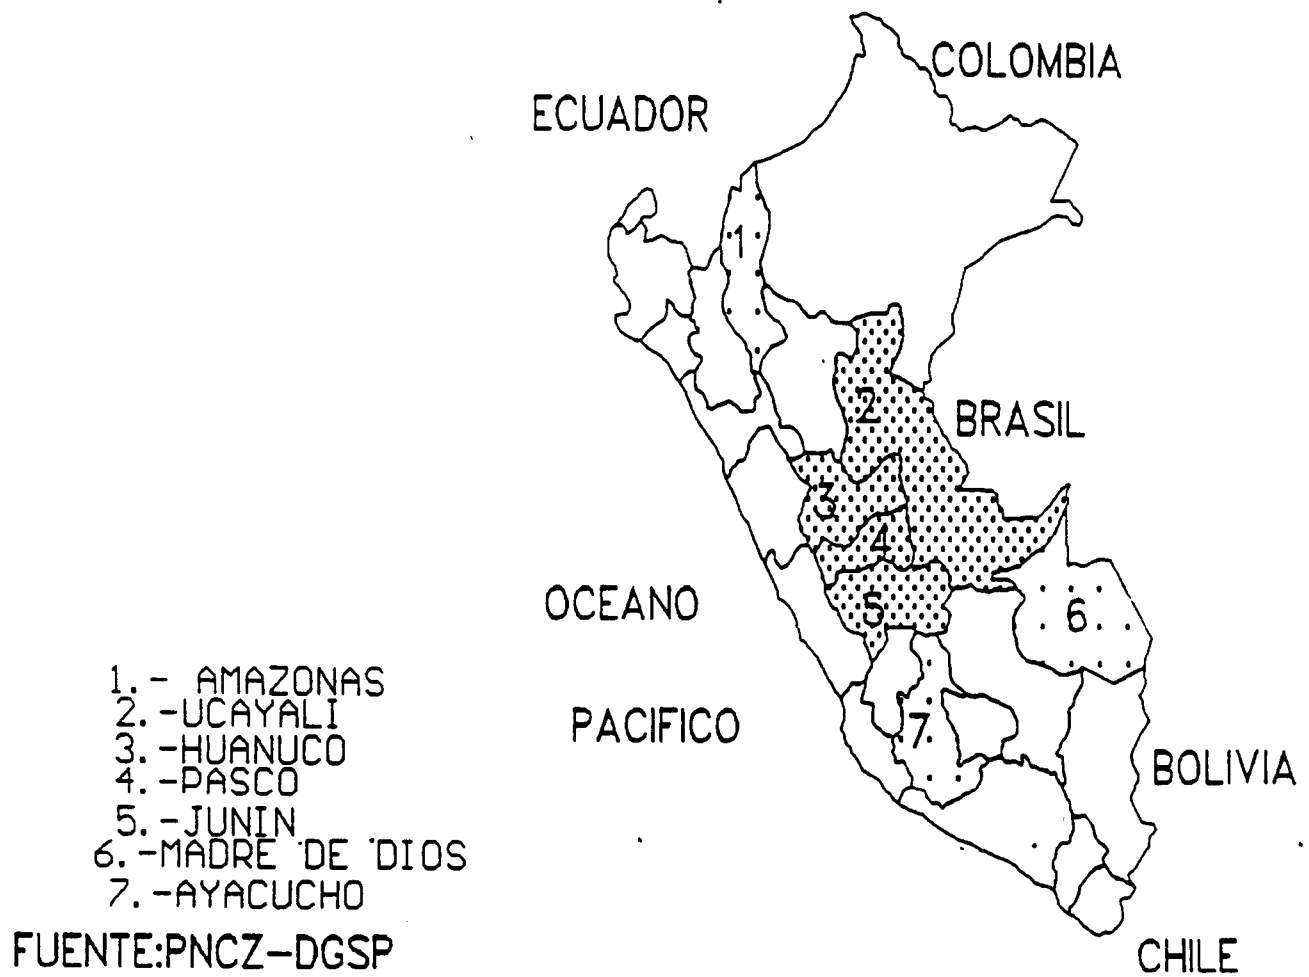 COLOMBIA
ECUADOR
1
2
BRASIL
3
4
OCEANO
5
6
1.- AMAZONAS
2.-UCAYALI
PACIFICO
7
3.-HUANUCO
4.-PASCO
BOLIVIA
5.-JUNIN
6.-MADRE DE DIOS
7.-AYACUCHO
FUENTE:PNCZ-DGSP
CHILE